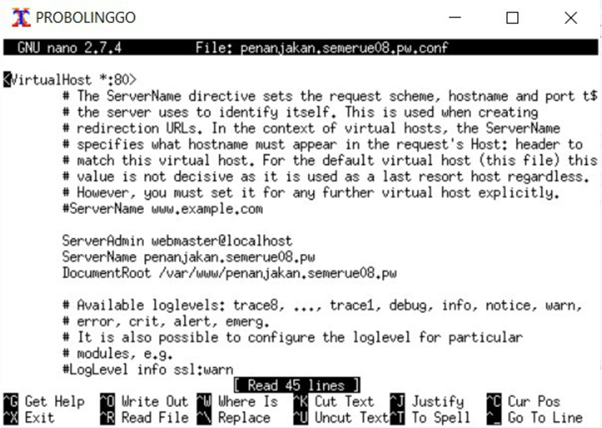 PROBOLINGGO
GNU nano 2.7.4 File: penanjakan.semerue08.pw.conf
<VirtualHost *:80>
# The ServerName directive sets the request scheme, hostname and port t$
# the server uses to identify itself. This is used when creating
# redirection URLs. In the context of virtual hosts, the ServerName
# specifies what hostname must appear in the request's Host: header to
# match this virtual host. For the default virtual host (this file) this
# value is not decisive as it is used as a last resort host regardless.
# However, you must set it for any further virtual host explicitly.
#ServerName www.example.com
ServerAdmin webmaster@localhost
ServerName penanjakan.semerue08.pw
DocumentRoot /var/www/penanjakan.semerue08.pw
# Available loglevels: trace8, ..., trace1, debug, info, notice, warn,
# error, crit, alert, emerg.
# It is also possible to configure the loglevel for particular
# modules, e.g.
#LogLevel info ssl:warn
[ Read 45 lines ]
^G Get Help ^O Write Out ^W Where Is ^K Cut Text ^J Justify ^C Cur Pos
^X Exit ^R Read File ^\ Replace ^U Uncut Text ^T To Spell ^_ Go To Line